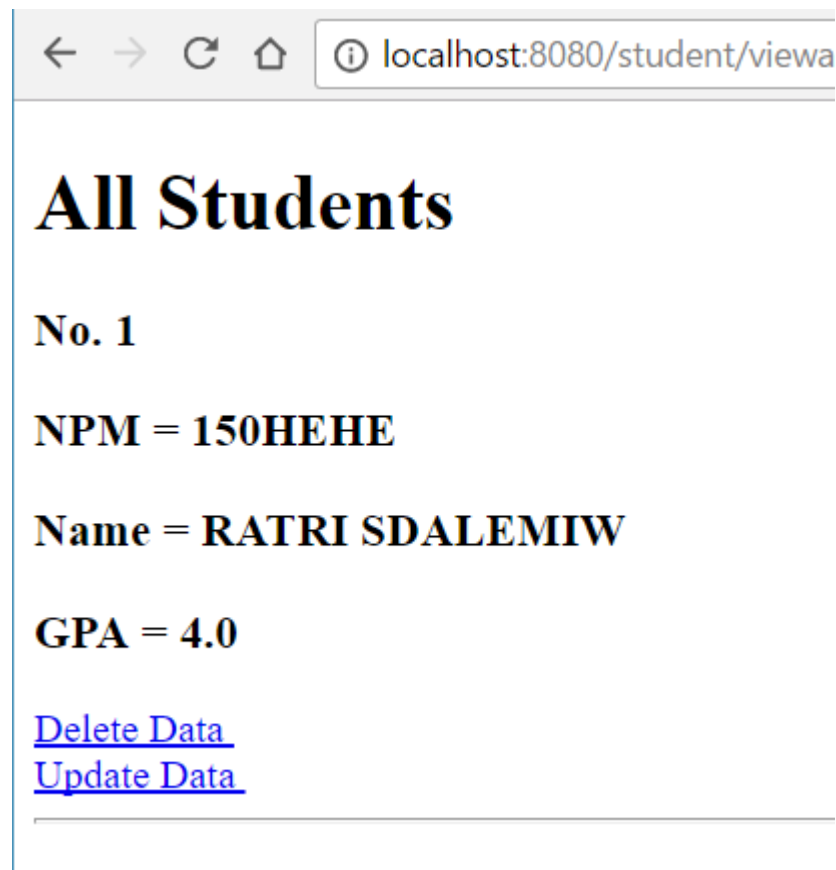 localhost:8080/student/viewa
All Students
No. 1
NPM = 150HEHE
Name = RATRI SDALEMIW
GPA = 4.0
Delete Data
Update Data